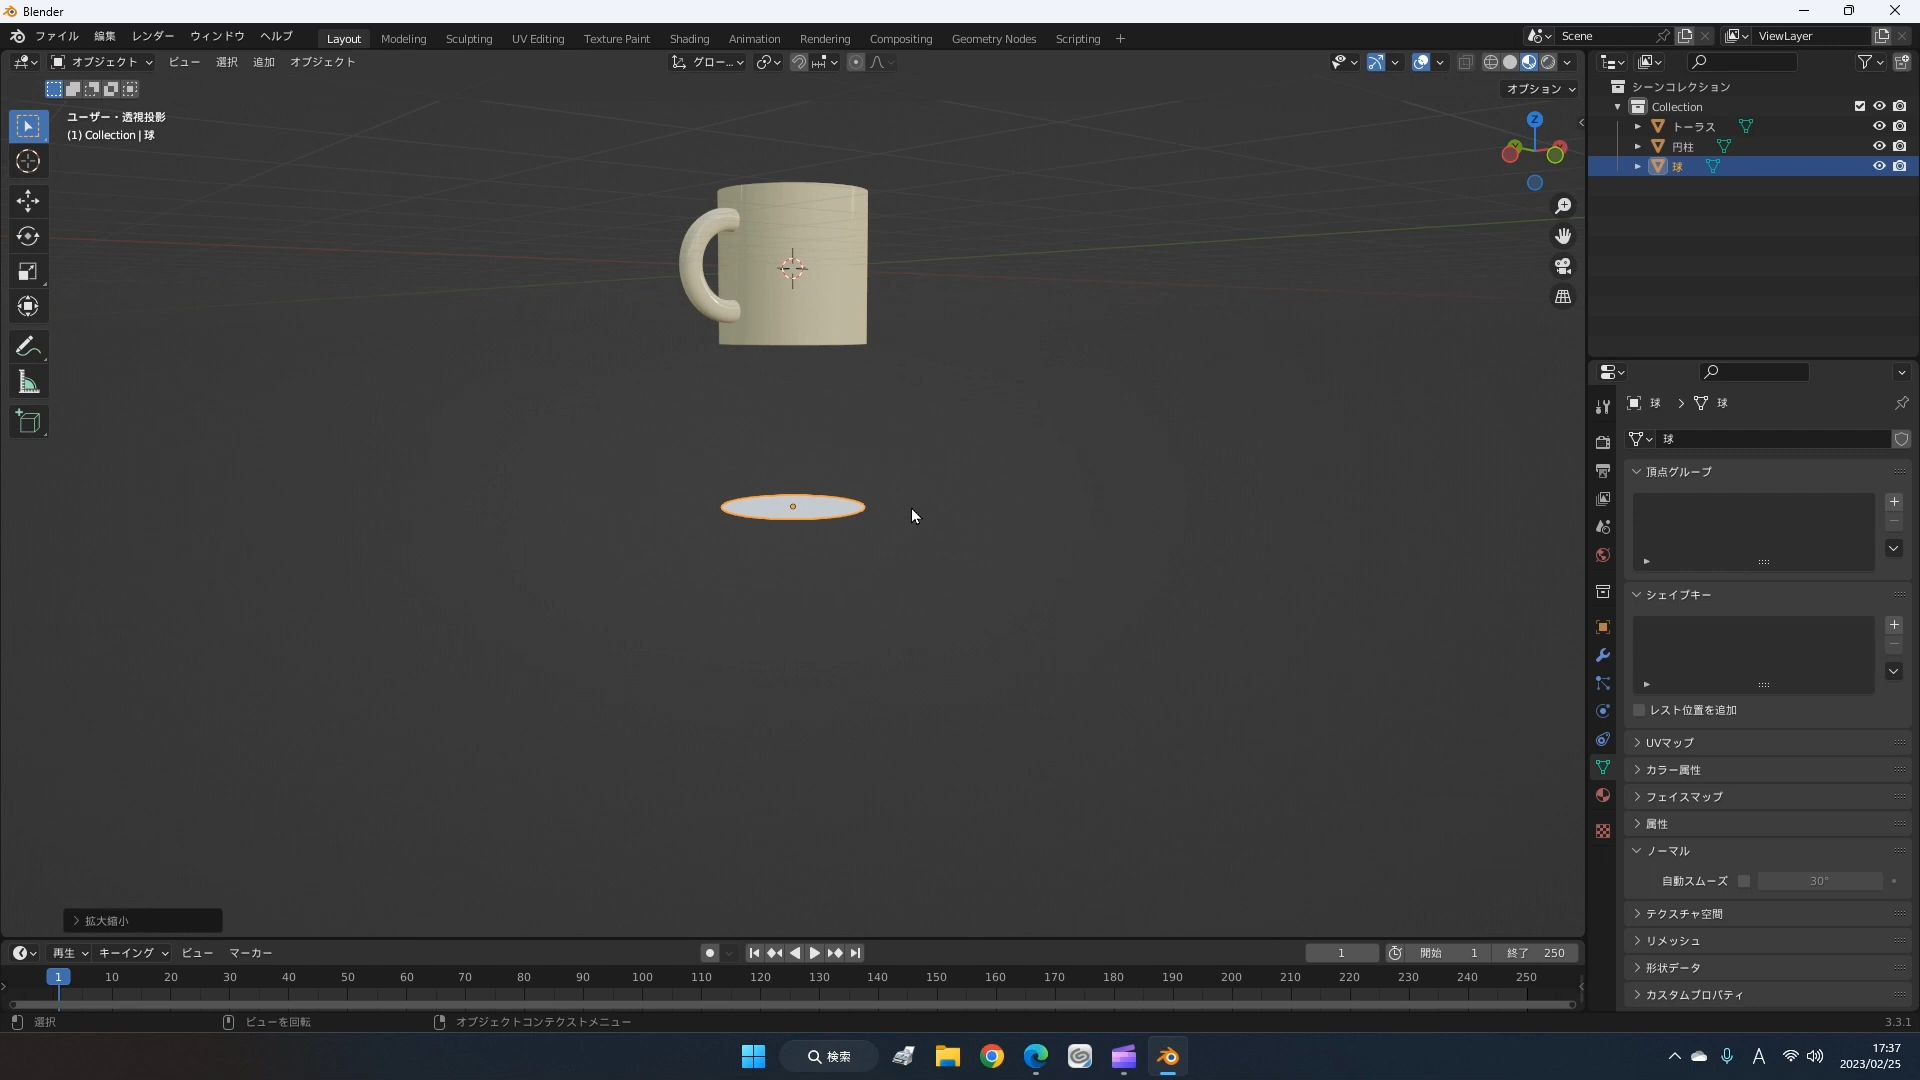 Blender
ファイル 編集 レンダー ウィンドウ ヘルプ Layout Modeling Sculpting UV Editing Texture Paint Shading Animation Rendering Compositing Geometry Nodes Scripting + Scene ViewLayer
オブジェクト ビュー 選択 追加 オブジェクト グロー...
オプション
ユーザー・透視投影
(1) Collection | 球
Z
シーンコレクション
Collection
トーラス
円柱
球
球 球
球
頂点グループ
シェイプキー
レスト位置を追加
UVマップ
カラー属性
フェイスマップ
属性
ノーマル
自動スムーズ 30°
テクスチャ空間
リメッシュ
形状データ
カスタムプロパティ
拡大縮小
再生 キーイング ビュー マーカー 1 開始 1 終了 250
1 10 20 30 40 50 60 70 80 90 100 110 120 130 140 150 160 170 180 190 200 210 220 230 240 250
選択 ビューを回転 オブジェクトコンテクストメニュー 3.3.1
検索 A 17:37
2023/02/25